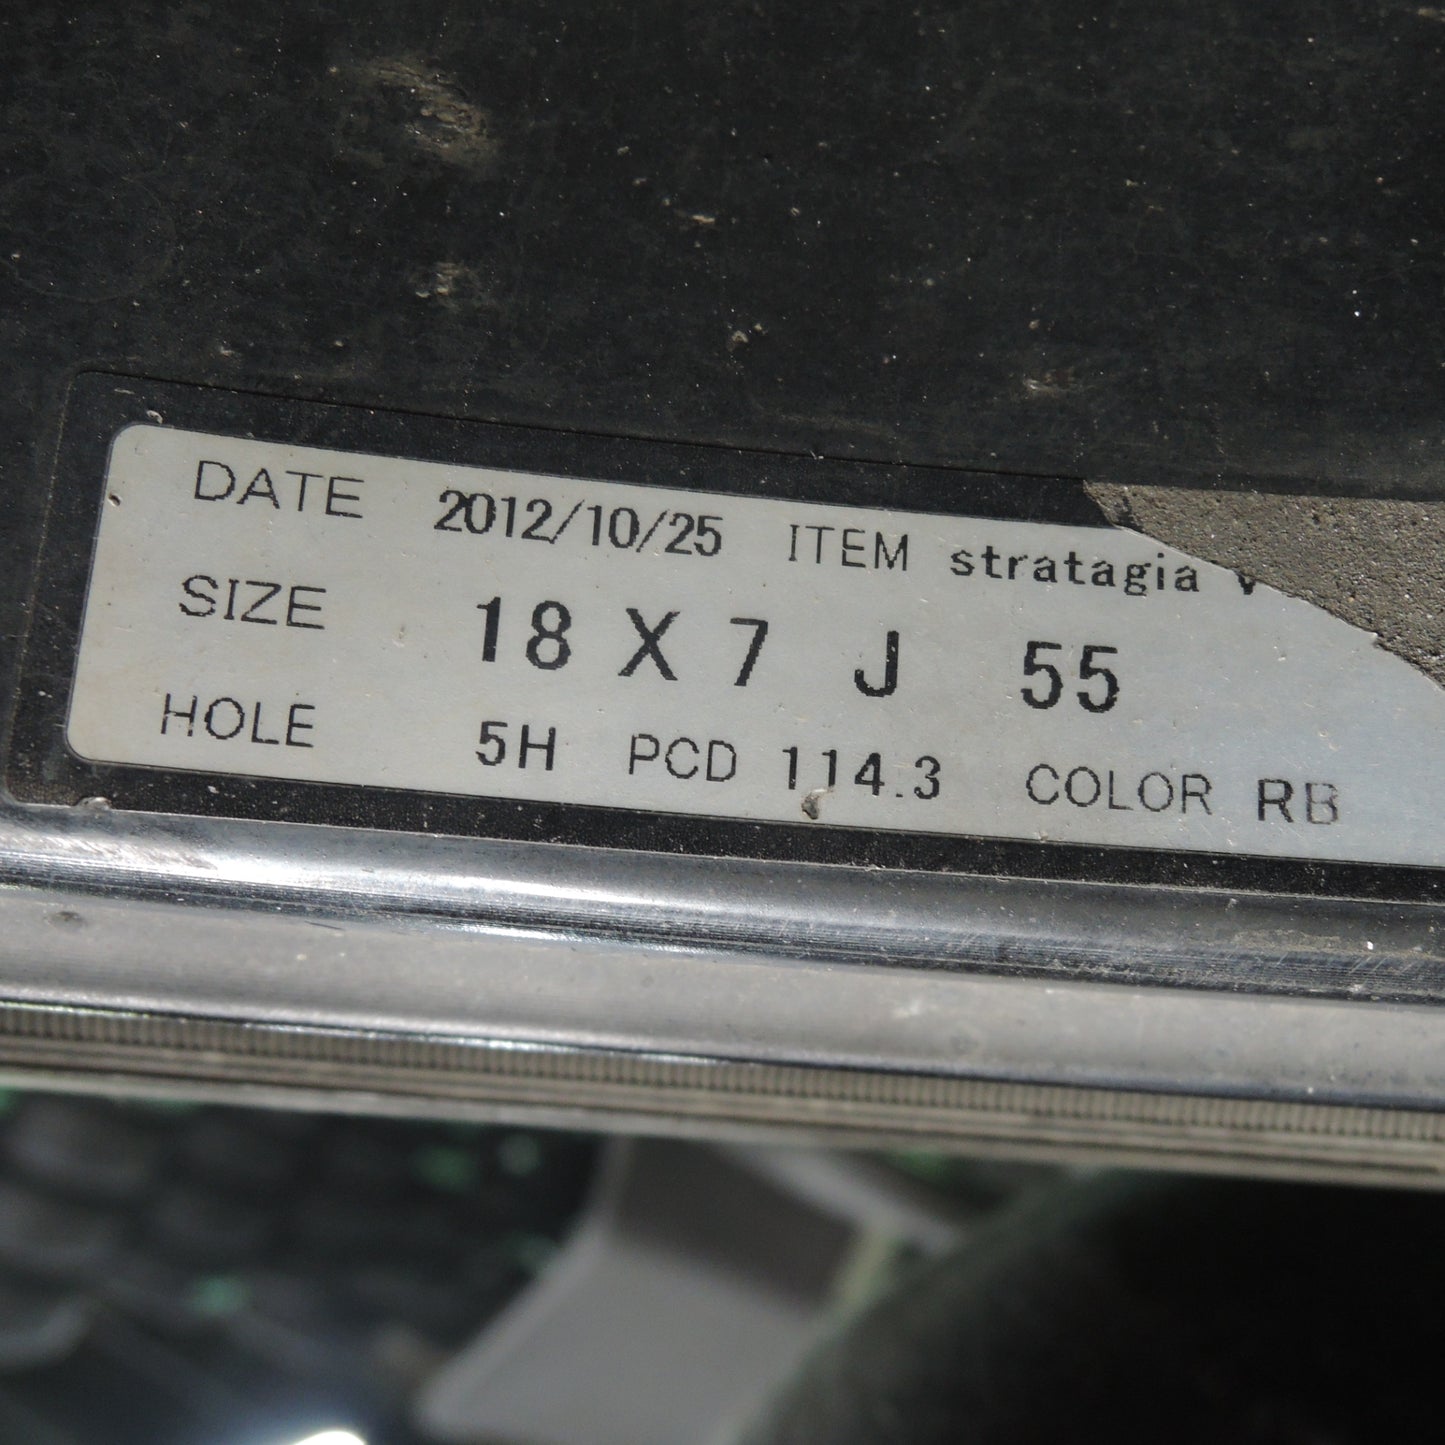 DATE 2012/10/25 ITEM stratagia
SIZE 18 X 7 J 55
HOLE 5H PCD 114.3 COLOR RB